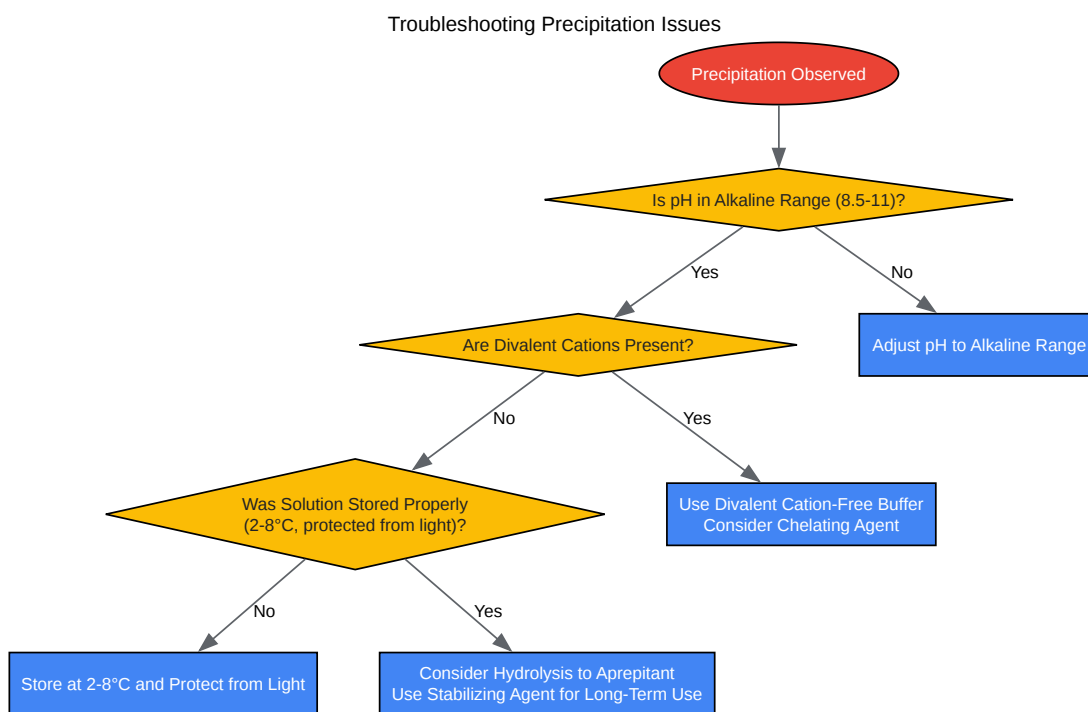 Troubleshooting Precipitation Issues
Precipitation Observed
Is pH in Alkaline Range (8.5-11)?
Yes
No
Are Divalent Cations Present?
Adjust pH to Alkaline Range
No
Yes
Was Solution Stored Properly
(2-8°C, protected from light)?
Use Divalent Cation-Free Buffer
Consider Chelating Agent
No
Yes
Store at 2-8°C and Protect from Light
Consider Hydrolysis to Aprepitant
Use Stabilizing Agent for Long-Term Use